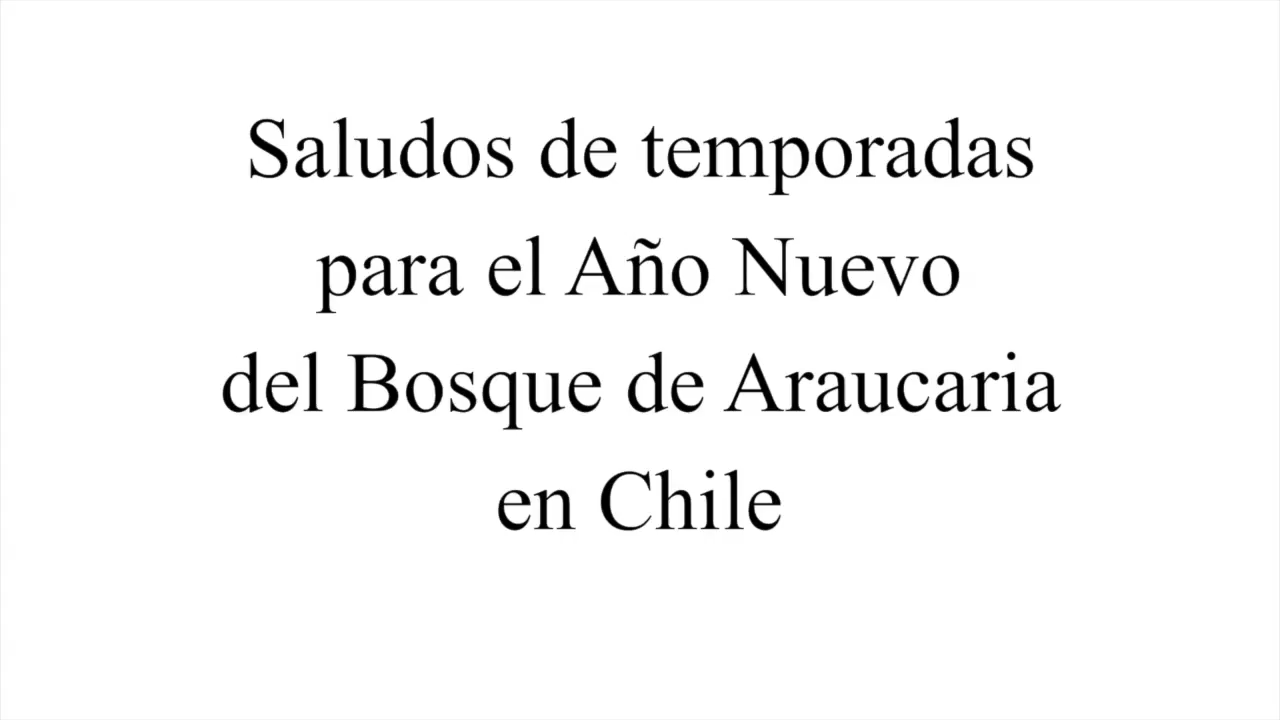 Saludos de temporadas
para el Año Nuevo
del Bosque de Araucaria
en Chile